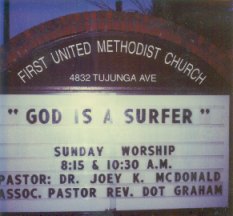 FIRST UNITED METHODIST CHURCH
4832 TUJUNGA AVE
" GOD IS A SURFER "
SUNDAY WORSHIP
8:15 & 10:30 A.M.
PASTOR: DR. JOEY K. MCDONALD
ASSOC. PASTOR REV. DOT GRAHAM